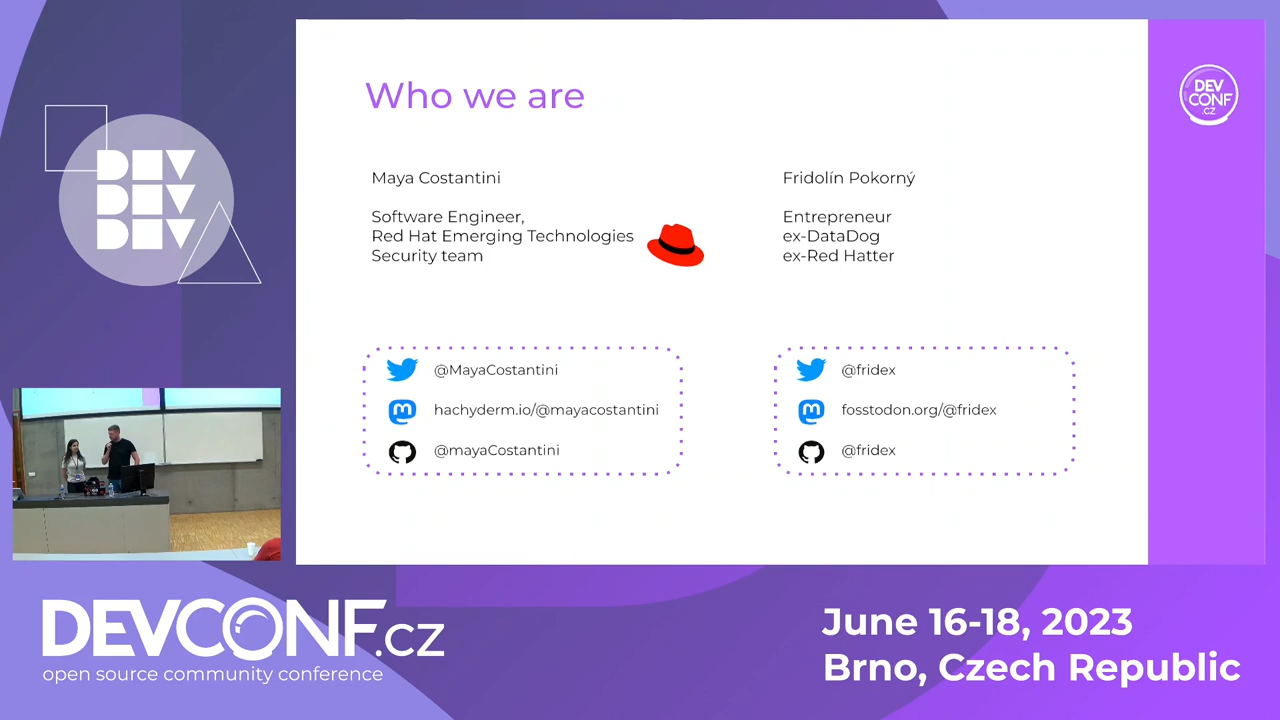 Who we are
DEV
CONF
.CZ
DEV
DEV
DEV
Maya Costantini
Software Engineer,
Red Hat Emerging Technologies
Security team
Fridolín Pokorný
Entrepreneur
ex-DataDog
ex-Red Hatter
@MayaCostantini
hachyderm.io/@mayacostantini
@mayaCostantini
@fridex
fosstodon.org/@fridex
@fridex
DEVCONF.CZ
open source community conference
June 16-18, 2023
Brno, Czech Republic